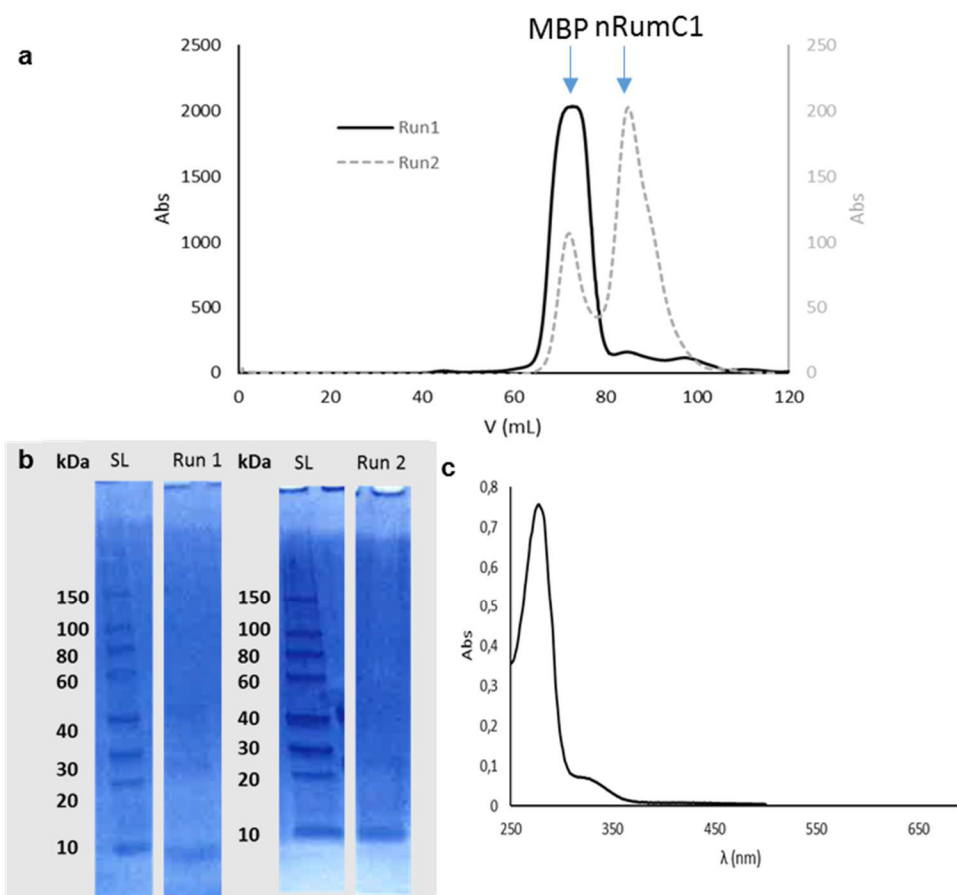 a
MBP nRumC1
2500
2000
1500
1000
500
0
Abs
Run1
Run2
250
200
150
100
50
0
Abs
0 20 40 60 80 100 120
V (mL)
b
kDa SL Run 1 kDa SL Run 2
150 150
100 100
80 80
60 60
40 40
30 30
20 20
10 10
c
0,8
0,7
0,6
0,5
0,4
0,3
0,2
0,1
0
Abs
250 350 450 550 650
λ (nm)